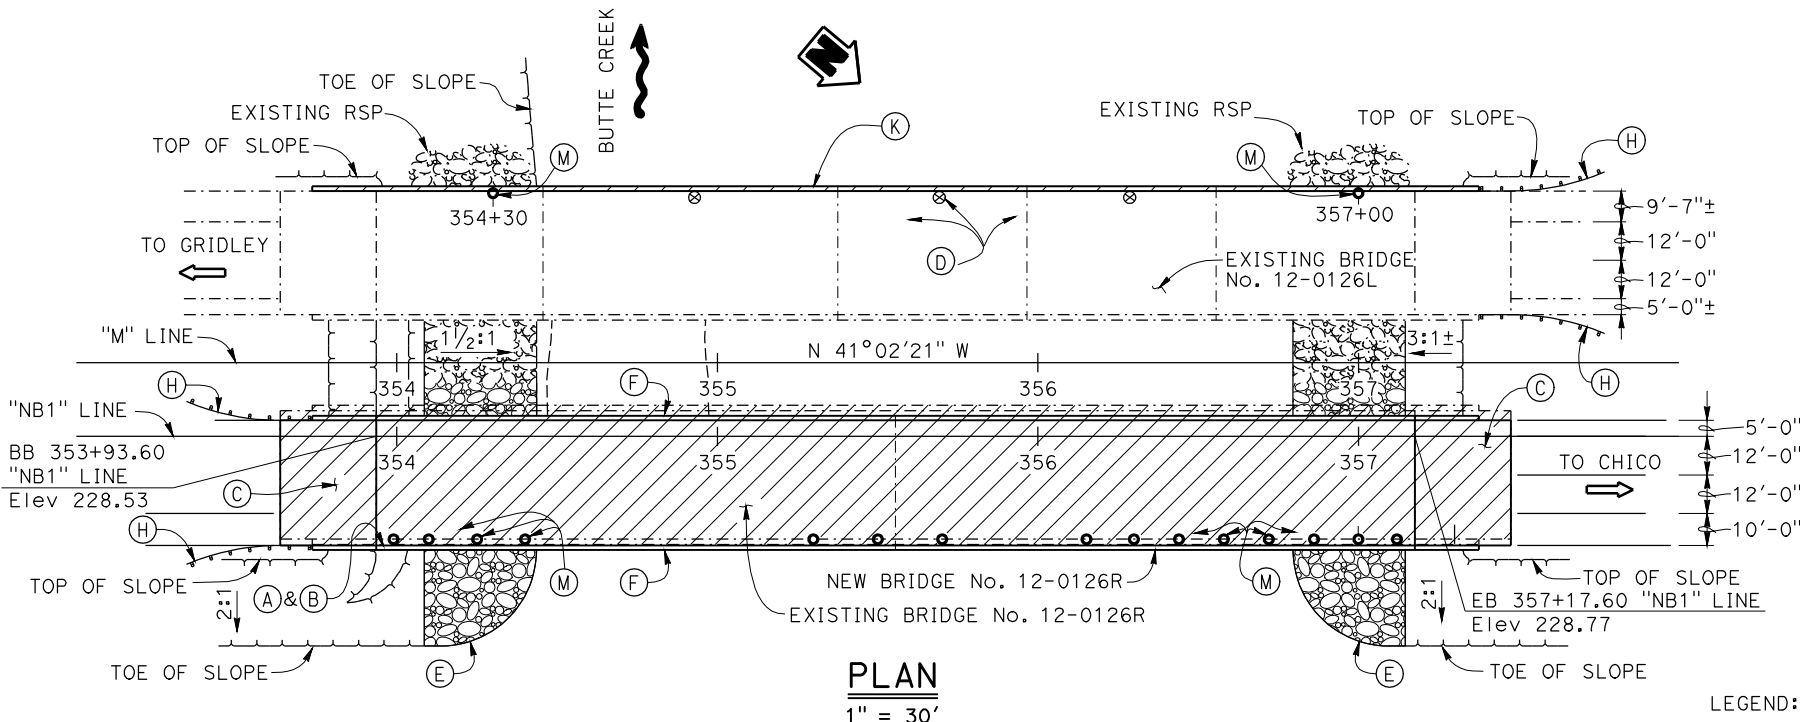 BUTTE CREEK
N
TOE OF SLOPE
EXISTING RSP
TOP OF SLOPE
M
K
EXISTING RSP
TOP OF SLOPE
M
H
354+30
357+00
9'-7"±
12'-0"
12'-0"
5'-0"±
TO GRIDLEY
D
EXISTING BRIDGE
No. 12-0126L
"M" LINE
1½:1
N 41°02'21" W
3:1±
H
354
F
355
356
357
H
C
"NB1" LINE
BB 353+93.60
"NB1" LINE
Elev 228.53
354
355
356
357
5'-0"
12'-0"
12'-0"
10'-0"
TO CHICO
C
H
TOP OF SLOPE
A & B
M
F
NEW BRIDGE No. 12-0126R
EXISTING BRIDGE No. 12-0126R
M
TOP OF SLOPE
2:1
2:1
EB 357+17.60 "NB1" LINE
Elev 228.77
TOE OF SLOPE
E
E
TOE OF SLOPE
PLAN
1" = 30'
LEGEND: